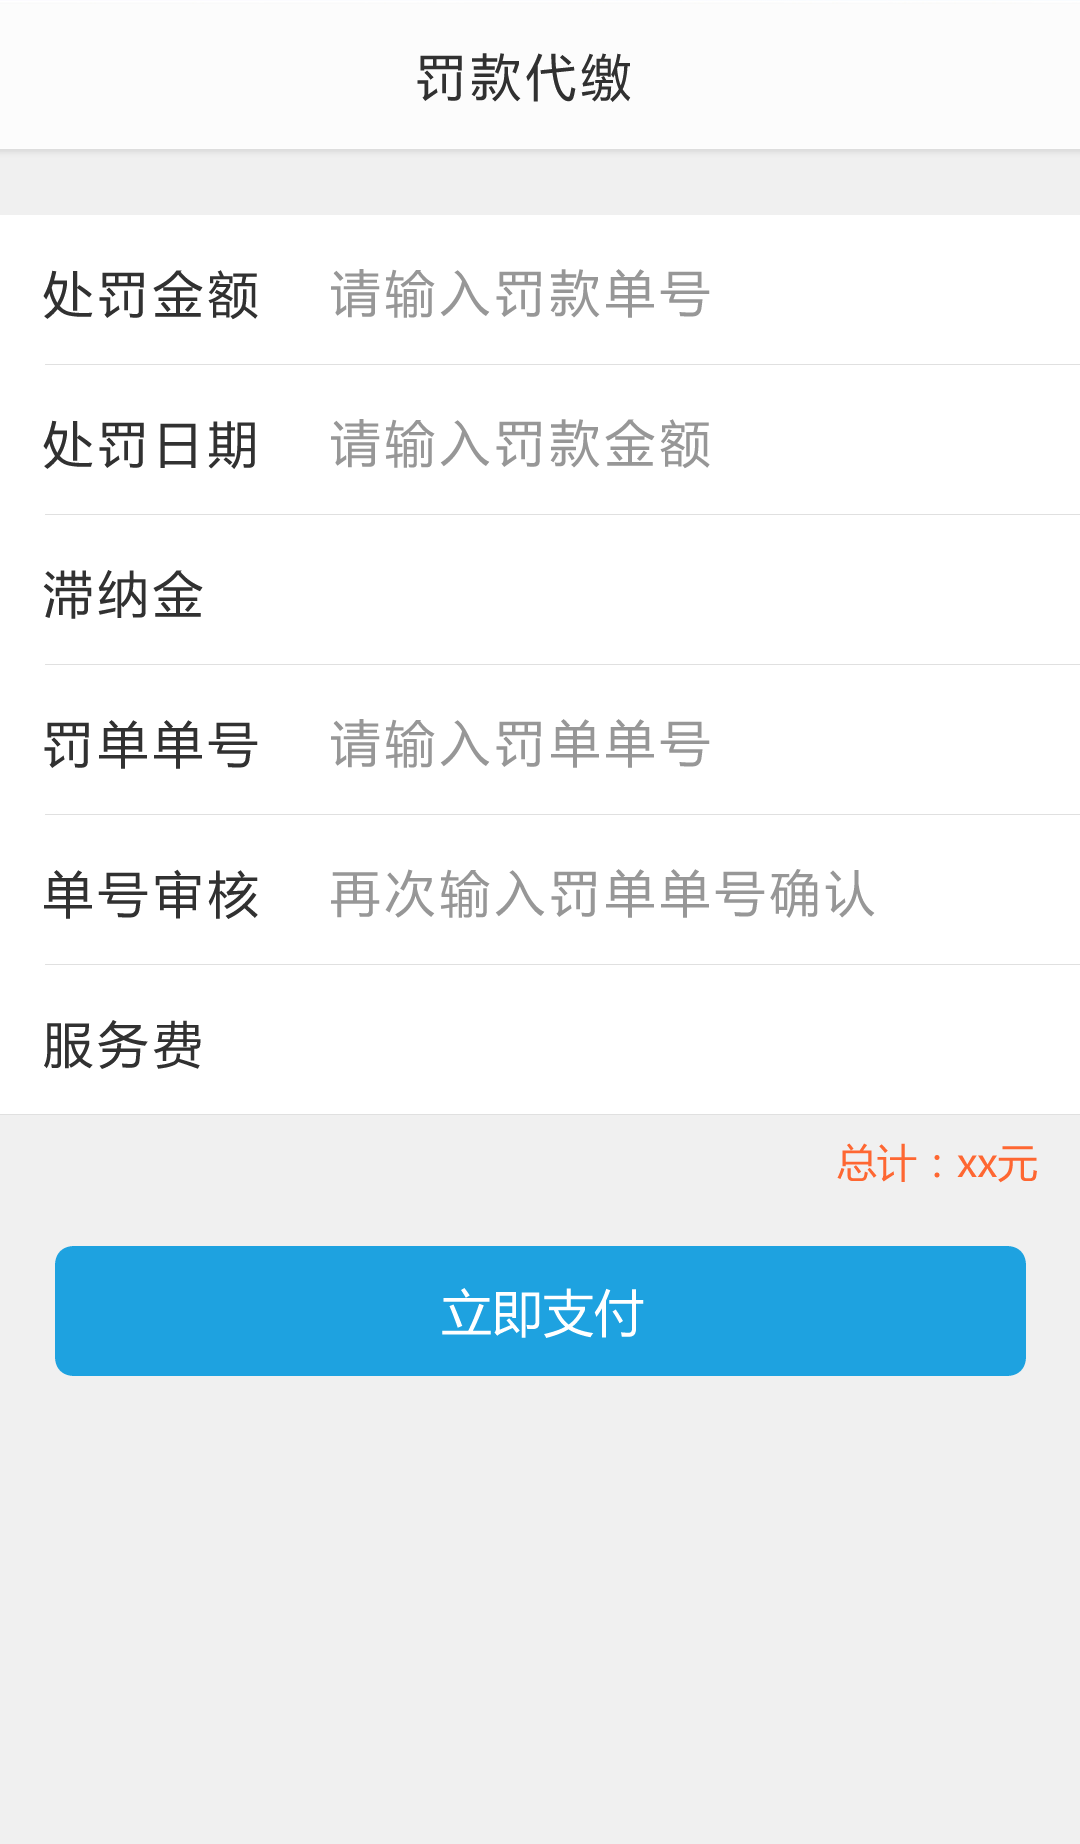 罚款代缴
处罚金额 请输入罚款单号
处罚日期 请输入罚款金额
滞纳金
罚单单号 请输入罚单单号
单号审核 再次输入罚单单号确认
服务费
总计：xx元
立即支付